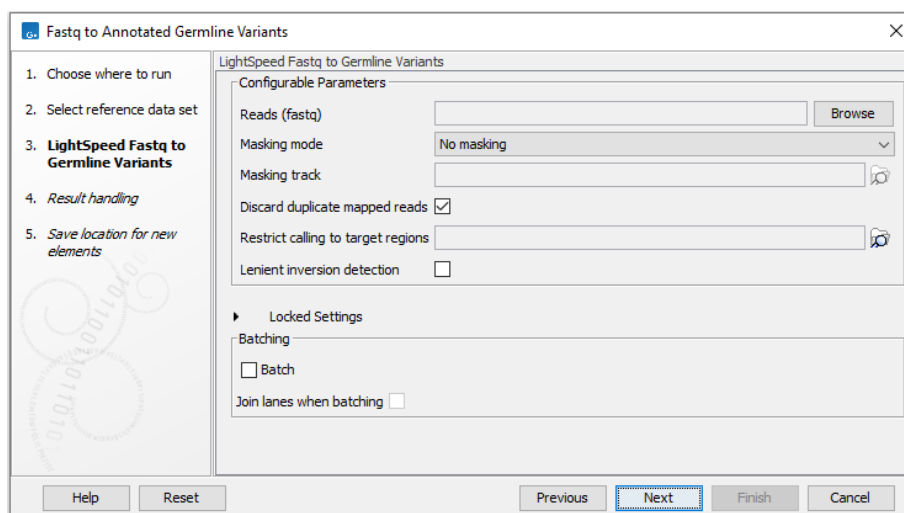 G.
Fastq to Annotated Germline Variants
1. Choose where to run
2. Select reference data set
3. LightSpeed Fastq to
Germline Variants
4. Result handling
5. Save location for new
elements
LightSpeed Fastq to Germline Variants
Configurable Parameters
Reads (fastq)
Browse
Masking mode
No masking
Masking track
Discard duplicate mapped reads
Restrict calling to target regions
Lenient inversion detection
Locked Settings
Batching
Batch
Join lanes when batching
Help
Reset
Previous
Next
Finish
Cancel